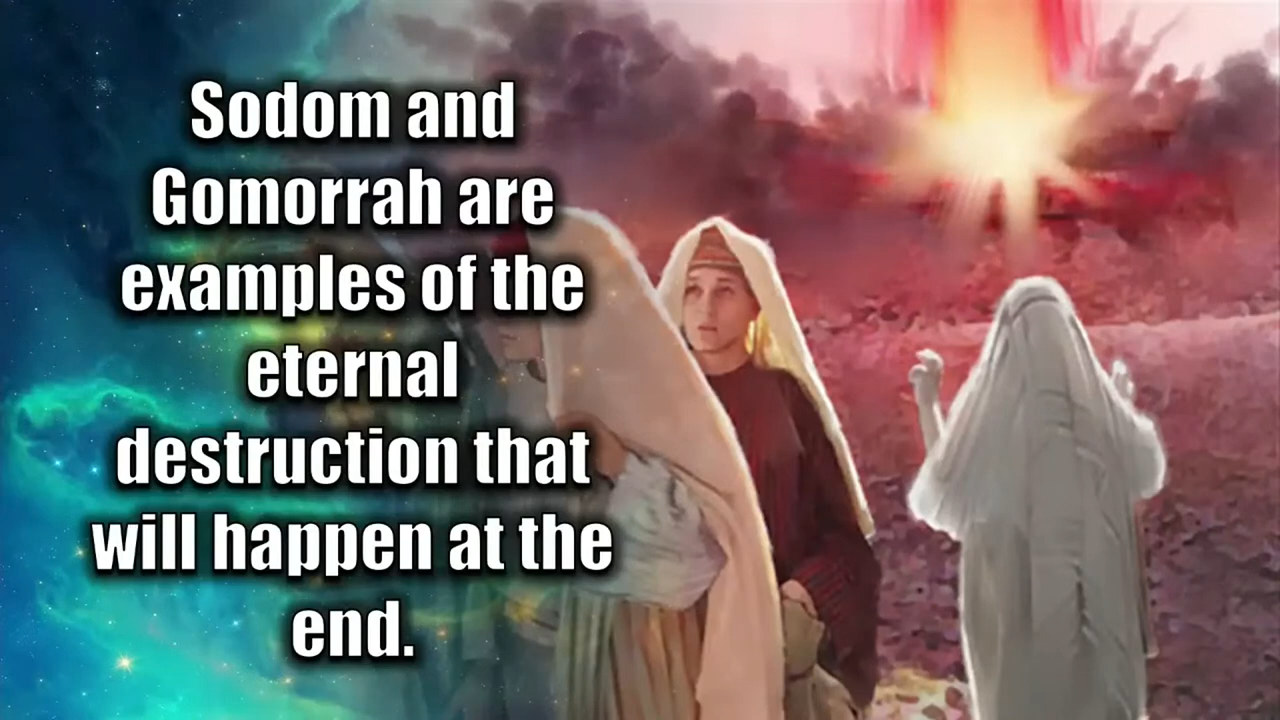 Sodom and
Gomorrah are
examples of the
eternal
destruction that
will happen at the
end.